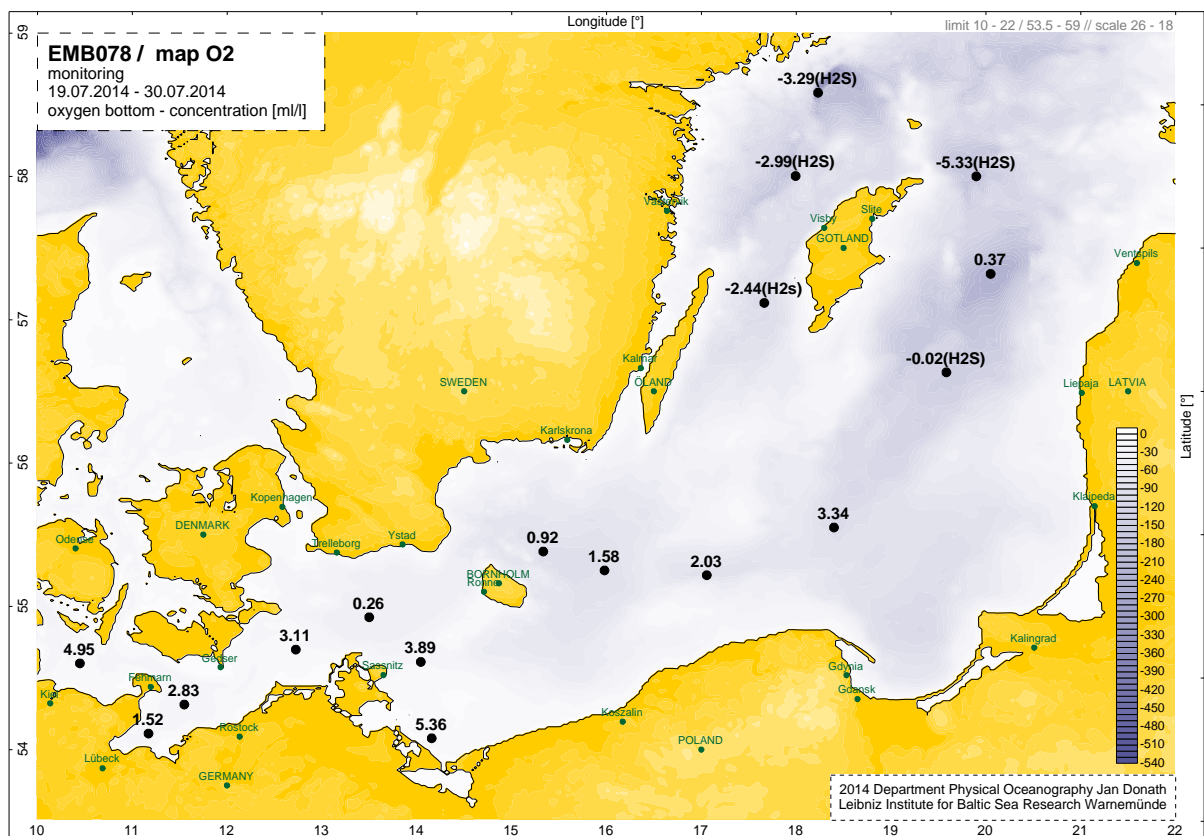 Longitude [°]
limit 10 - 22 / 53.5 - 59 // scale 26 - 18
EMB078 /  map O2
monitoring
19.07.2014 - 30.07.2014
oxygen bottom - concentration [ml/l]
59
58
57
56
55
54
-3.29(H2S)
-2.99(H2S)
-5.33(H2S)
Västervik
Visby
Slite
GOTLAND
0.37
Ventspils
-2.44(H2s)
-0.02(H2S)
Kalmar
SWEDEN
ÖLAND
Liepaja
LATVIA
Latitude [°]
Karlskrona
Kopenhagen
Klaipeda
DENMARK
Odense
Trelleborg
Ystad
0.92
1.58
2.03
3.34
BORNHOLM
Ronne
0.26
3.11
3.89
4.95
Gedser
Sassnitz
Kalingrad
Fehmarn
Kiel
2.83
1.52
5.36
Gdynia
Gdansk
Koszalin
Rostock
POLAND
Lübeck
GERMANY
0
-30
-60
-90
-120
-150
-180
-210
-240
-270
-300
-330
-360
-390
-420
-450
-480
-510
-540
2014 Department Physical Oceanography Jan Donath
Leibniz Institute for Baltic Sea Research Warnemünde
10 11 12 13 14 15 16 17 18 19 20 21 22